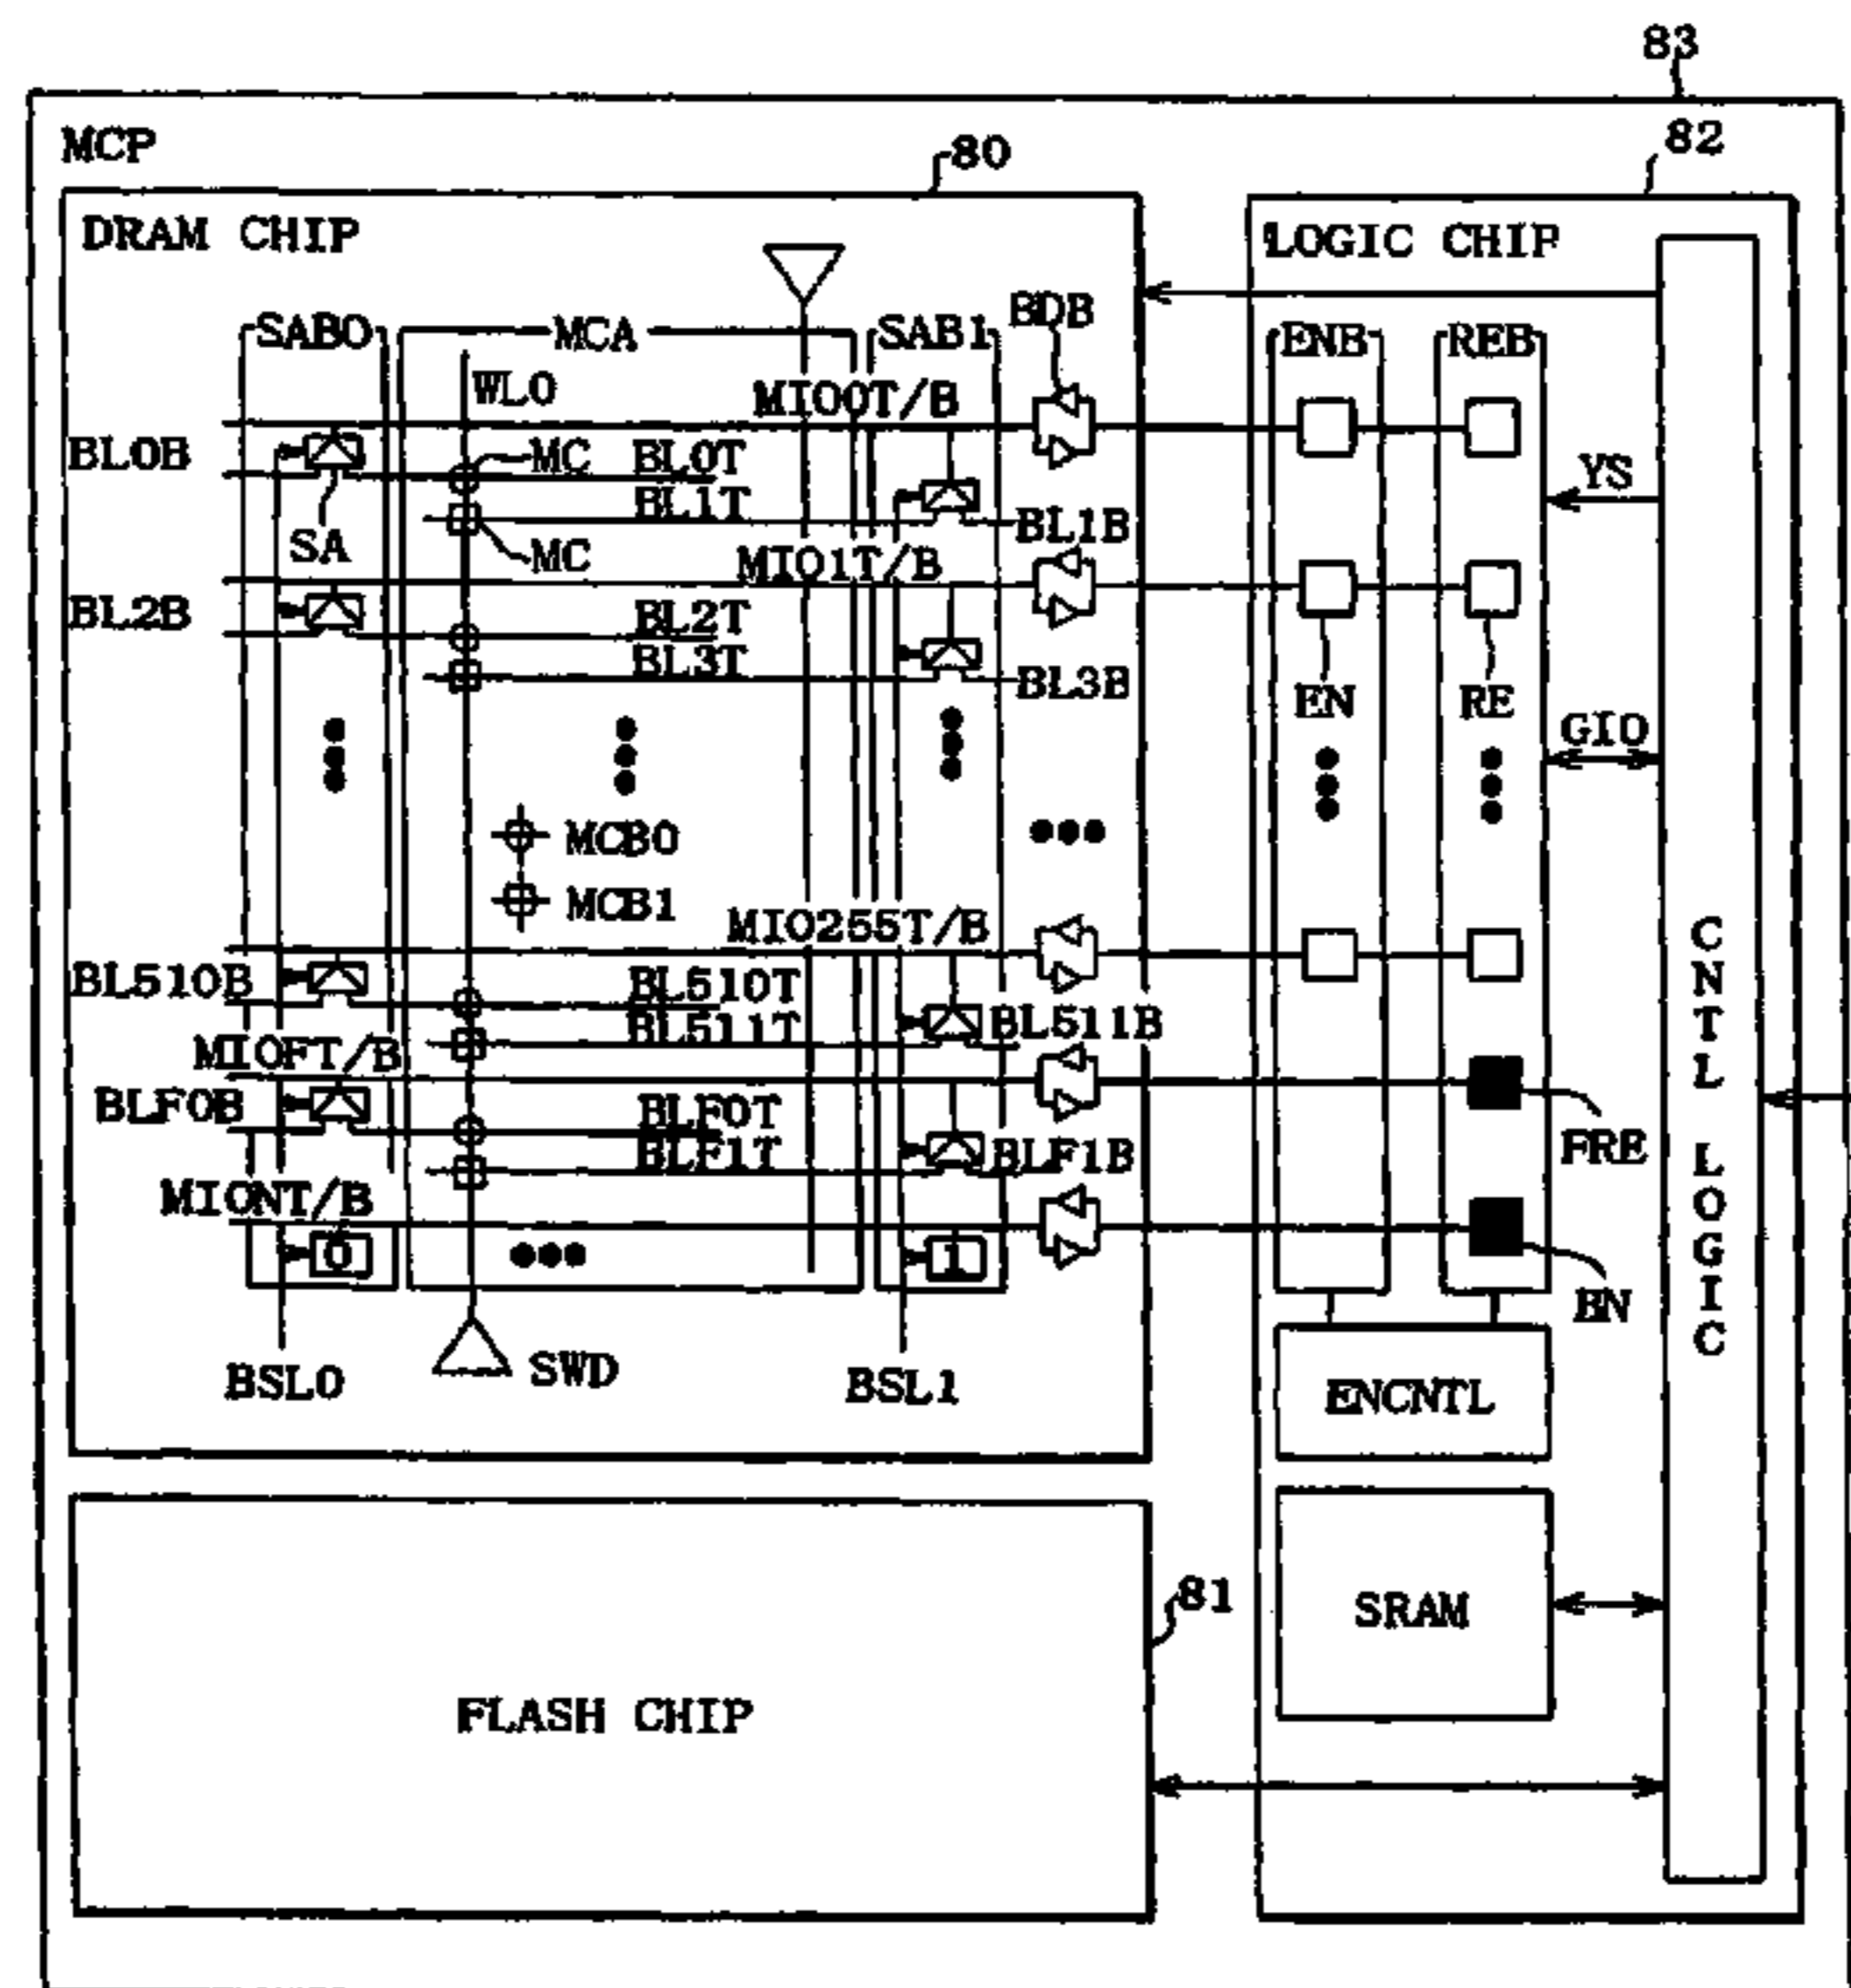 83
MCP
82
80
DRAM CHIP
LOGIC CHIP
SAB0
MCA
SAB1
BDB
ENB
REB
WL0
MIO0T/B
BL0B
MC
BL0T
YS
BL1T
SA
MC
BL1B
MIO1T/B
BL2B
BL2T
BL3T
BL3B
EN
RE
GIO
MCB0
MCB1
MIO255T/B
BL510B
BL510T
BL511T
BL511B
MIOFT/B
BLF0B
BLF0T
BLF1T
BLF1B
FRE
MIONT/B
0
1
BN
BSL0
SWD
BSL1
ENCNTL
CNTL LOGIC
81
SRAM
FLASH CHIP